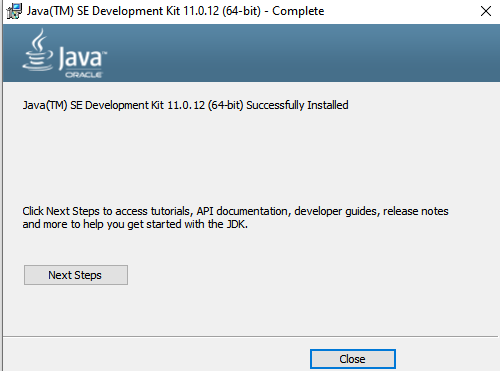 Java(TM) SE Development Kit 11.0.12 (64-bit) - Complete
Java™
ORACLE
Java(TM) SE Development Kit 11.0.12 (64-bit) Successfully Installed
Click Next Steps to access tutorials, API documentation, developer guides, release notes
and more to help you get started with the JDK.
Next Steps
Close